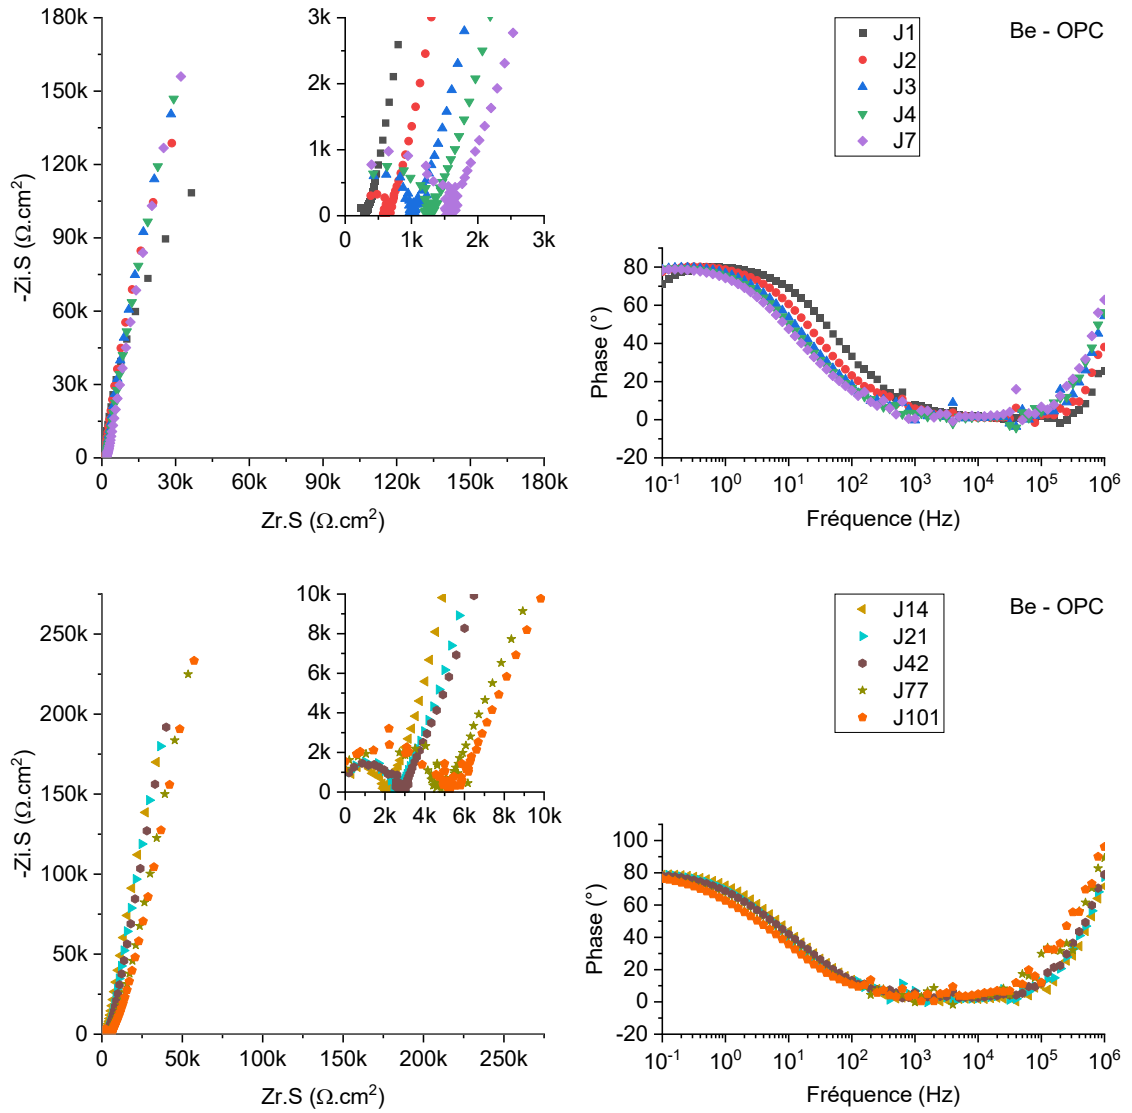 180k
150k
120k
90k
60k
30k
0
-Zi.S (Ω.cm²)
0 30k 60k 90k 120k 150k 180k
Zr.S (Ω.cm²)
3k
2k
1k
0
0 1k 2k 3k
J1
J2
J3
J4
J7
Be - OPC
80
60
40
20
0
-20
Phase (°)
10⁻¹ 10⁰ 10¹ 10² 10³ 10⁴ 10⁵ 10⁶
Fréquence (Hz)
250k
200k
150k
100k
50k
0
-Zi.S (Ω.cm²)
0 50k 100k 150k 200k 250k
Zr.S (Ω.cm²)
10k
8k
6k
4k
2k
0
0 2k 4k 6k 8k 10k
J14
J21
J42
J77
J101
Be - OPC
100
80
60
40
20
0
-20
Phase (°)
10⁻¹ 10⁰ 10¹ 10² 10³ 10⁴ 10⁵ 10⁶
Fréquence (Hz)